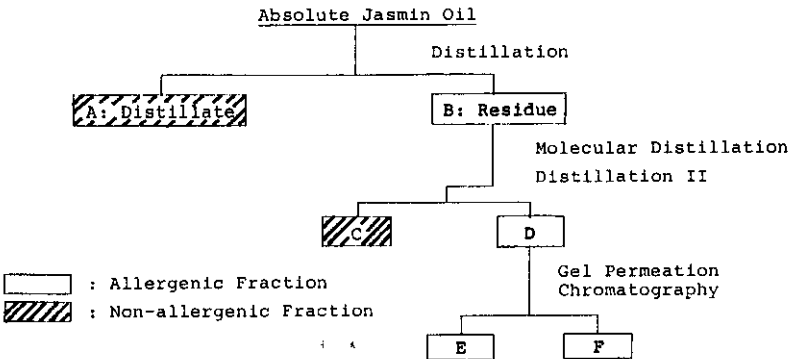 Absolute Jasmin Oil
Distillation
A: Distillate
B: Residue
Molecular Distillation
Distillation II
C
D
Gel Permeation
Chromatography
: Allergenic Fraction
: Non-allergenic Fraction
E
F